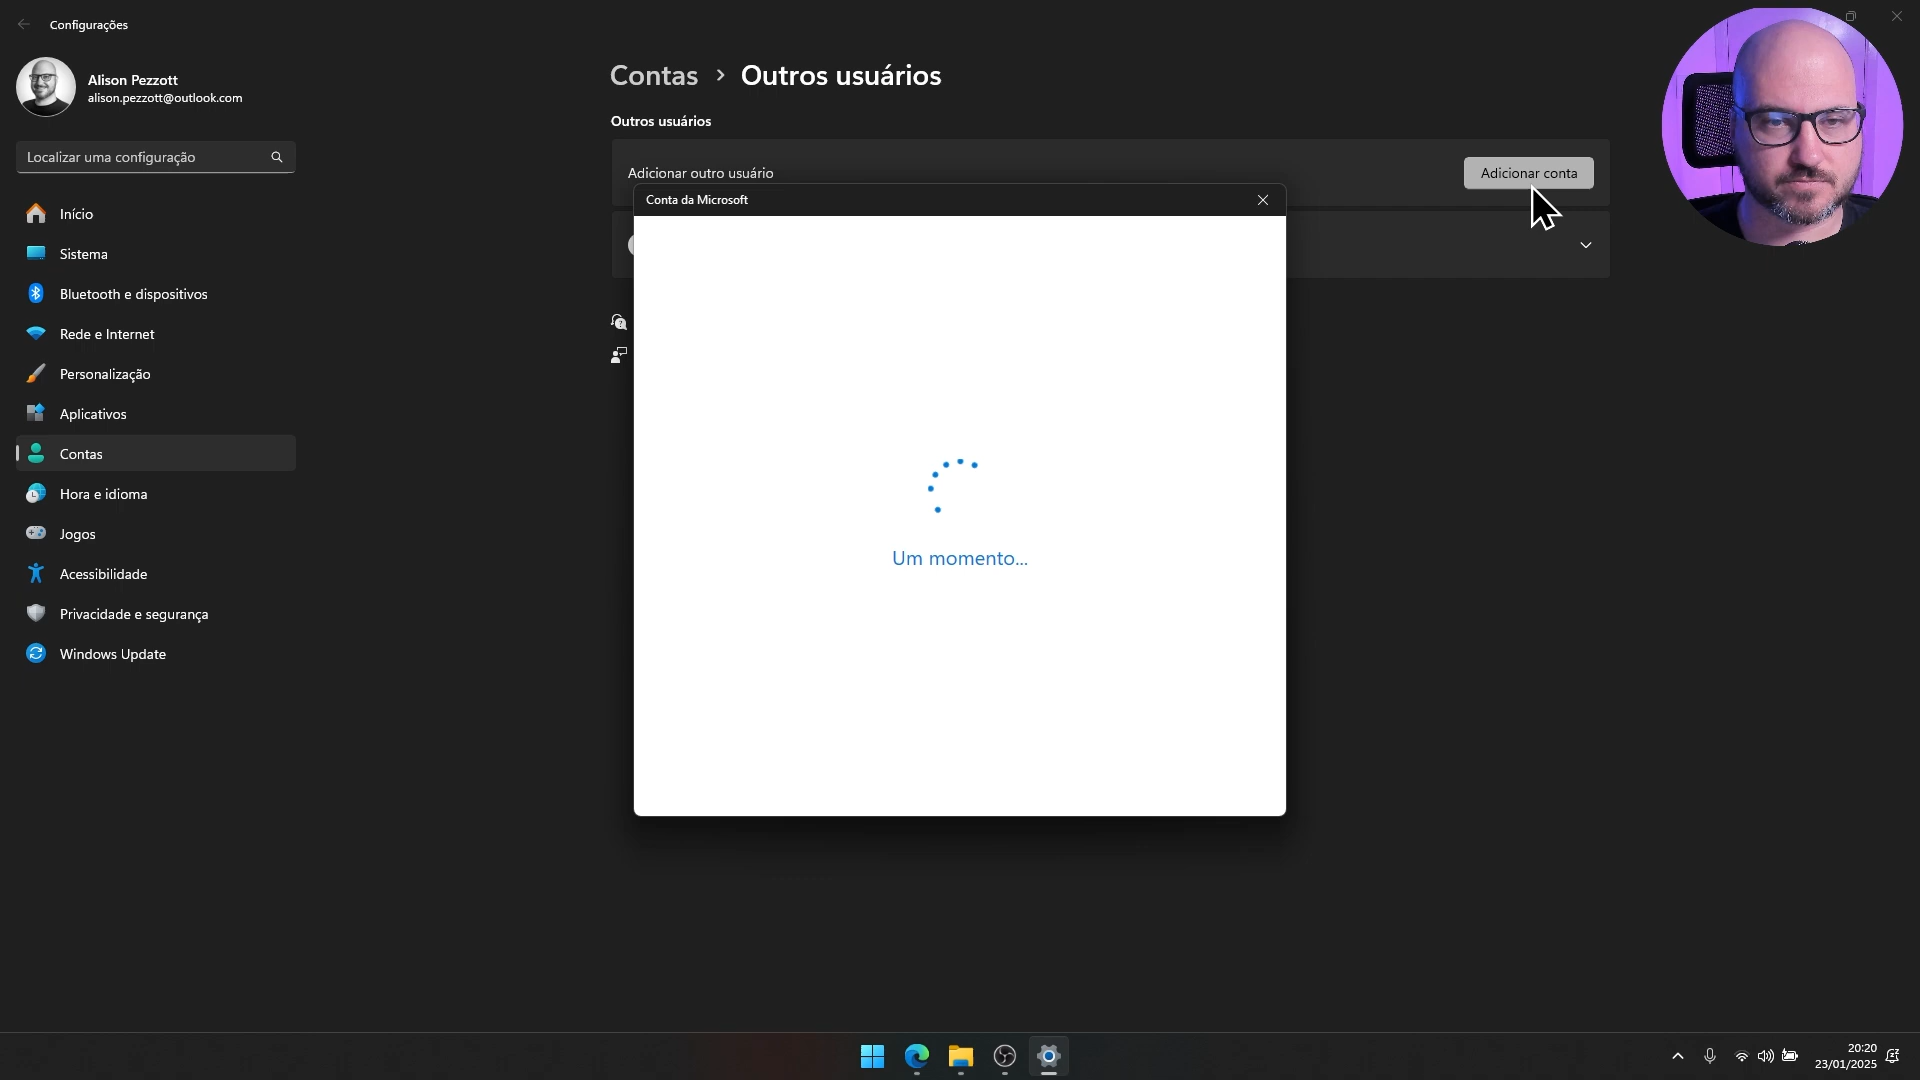 Configurações
Alison Pezzott
alison.pezzott@outlook.com
Localizar uma configuração
Início
Sistema
Bluetooth e dispositivos
Rede e Internet
Personalização
Aplicativos
Contas
Hora e idioma
Jogos
Acessibilidade
Privacidade e segurança
Windows Update
Contas > Outros usuários
Outros usuários
Adicionar outro usuário
Adicionar conta
Conta da Microsoft
Um momento...
20:20
23/01/2025